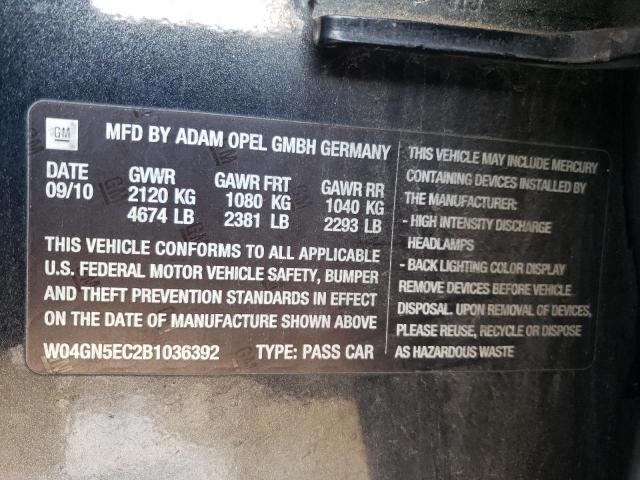 GM
MFD BY ADAM OPEL GMBH GERMANY
DATE GVWR GAWR FRT GAWR RR
09/10 2120 KG 1080 KG 1040 KG
4674 LB 2381 LB 2293 LB
THIS VEHICLE CONFORMS TO ALL APPLICABLE
U.S. FEDERAL MOTOR VEHICLE SAFETY, BUMPER
AND THEFT PREVENTION STANDARDS IN EFFECT
ON THE DATE OF MANUFACTURE SHOWN ABOVE
W04GN5EC2B1036392 TYPE: PASS CAR
THIS VEHICLE MAY INCLUDE MERCURY
CONTAINING DEVICES INSTALLED BY
THE MANUFACTURER:
- HIGH INTENSITY DISCHARGE
HEADLAMPS
- BACK LIGHTING COLOR DISPLAY
REMOVE DEVICES BEFORE VEHICLE
DISPOSAL. UPON REMOVAL OF DEVICES,
PLEASE REUSE, RECYCLE OR DISPOSE
AS HAZARDOUS WASTE